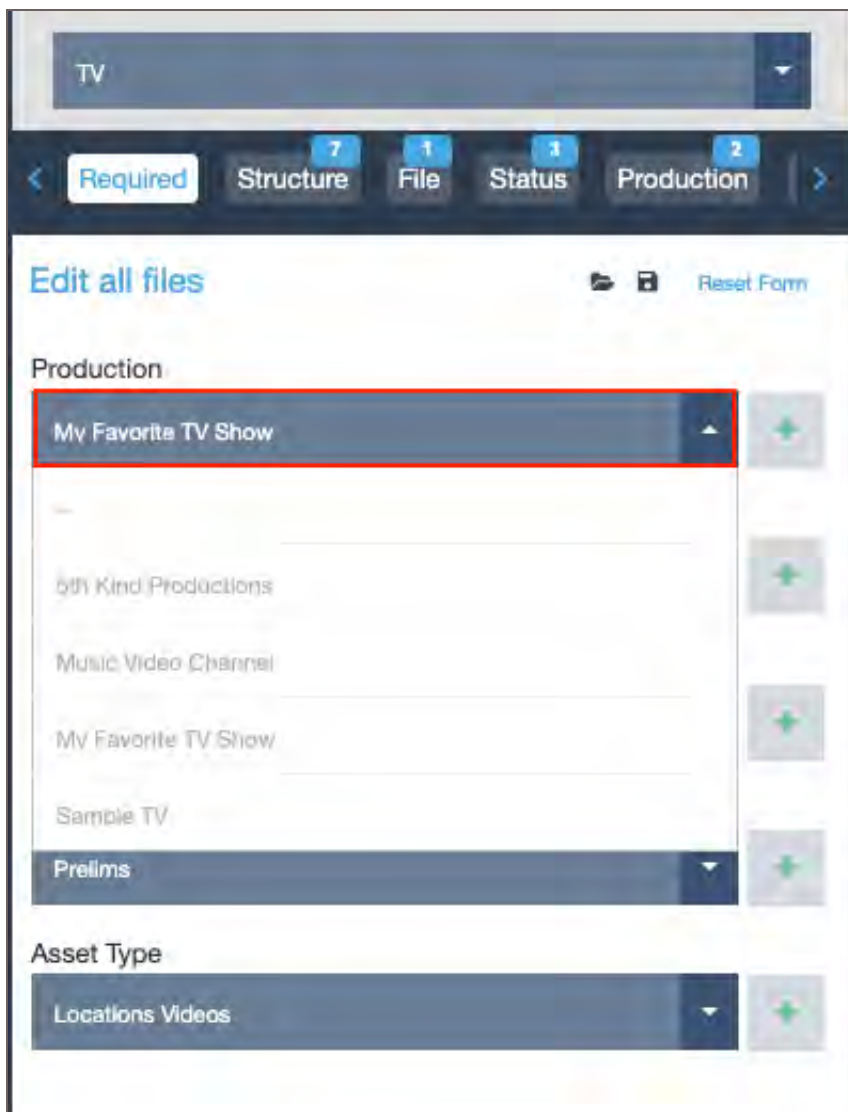 TV
7 1 3 2
Required Structure File Status Production
Edit all files Reset Form
Production
My Favorite TV Show
--
5th Kind Productions
Music Video Channel
My Favorite TV Show
Sample TV
Prelims
Asset Type
Locations Videos